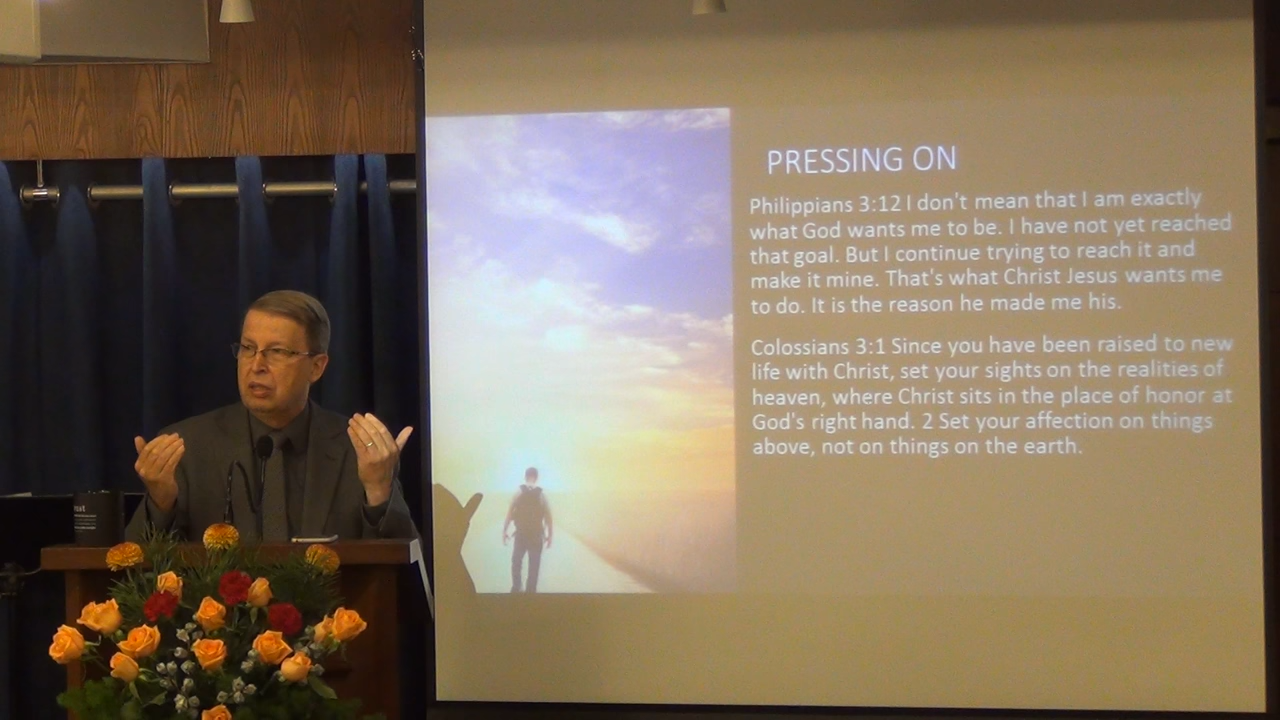 PRESSING ON
Philippians 3:12 I don't mean that I am exactly
what God wants me to be. I have not yet reached
that goal. But I continue trying to reach it and
make it mine. That's what Christ Jesus wants me
to do. It is the reason he made me his.
Colossians 3:1 Since you have been raised to new
life with Christ, set your sights on the realities of
heaven, where Christ sits in the place of honor at
God's right hand. 2 Set your affection on things
above, not on things on the earth.